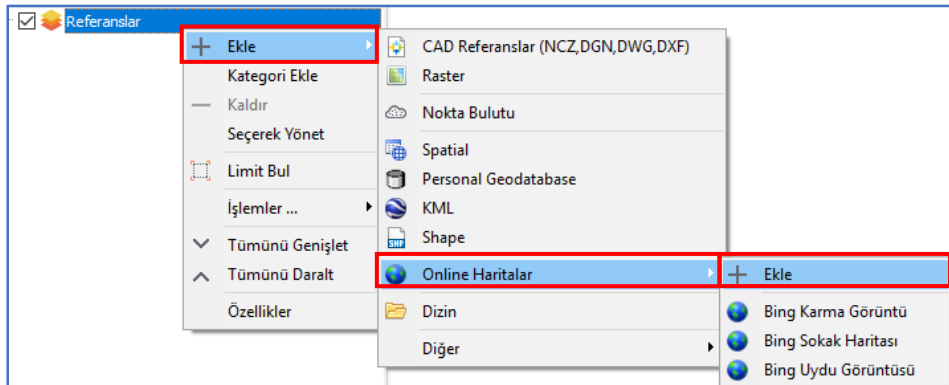 Referanslar
Ekle
Kategori Ekle
Kaldır
Seçerek Yönet
Limit Bul
İşlemler ...
Tümünü Genişlet
Tümünü Daralt
Özellikler
CAD Referanslar (NCZ,DGN,DWG,DXF)
Raster
Nokta Bulutu
Spatial
Personal Geodatabase
KML
SHP
Shape
Online Haritalar
Dizin
Diğer
Ekle
Bing Karma Görüntü
Bing Sokak Haritası
Bing Uydu Görüntüsü